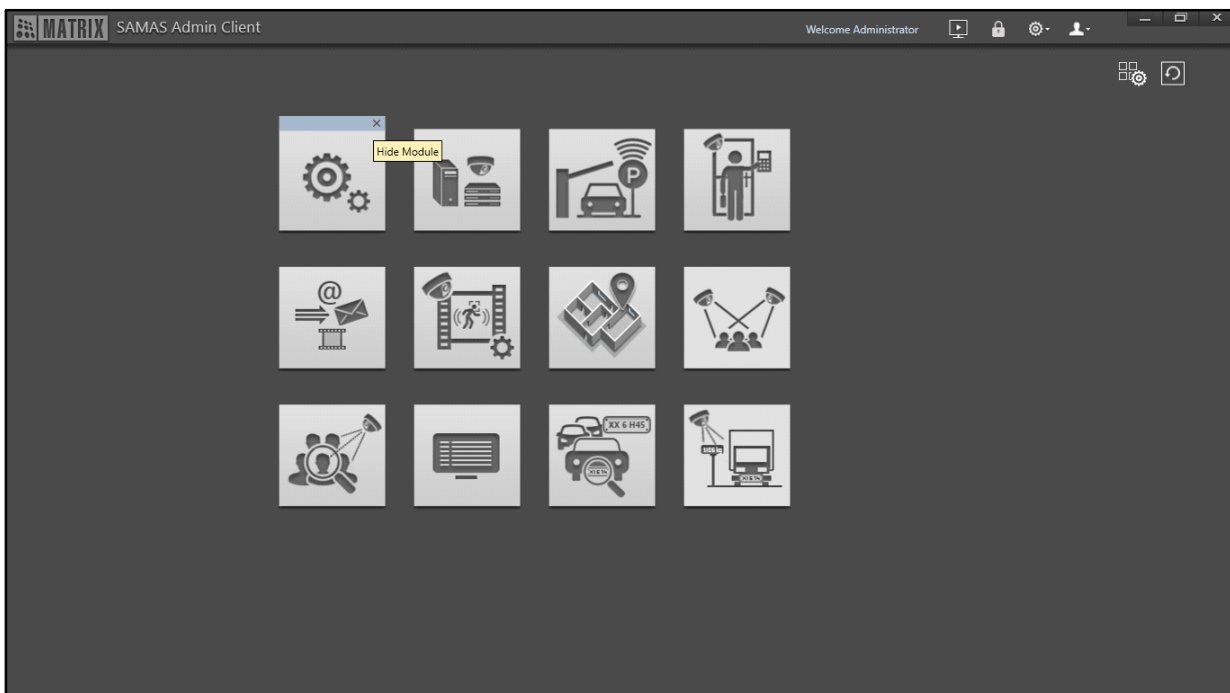 MATRIX SAMAS Admin Client
Welcome Administrator
Hide Module
P
@
XX 6 H45